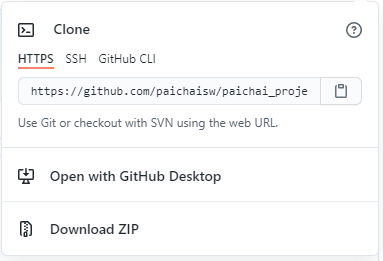 Clone
HTTPS SSH GitHub CLI
https://github.com/paichaisw/paichai_proje
Use Git or checkout with SVN using the web URL.
Open with GitHub Desktop
Download ZIP